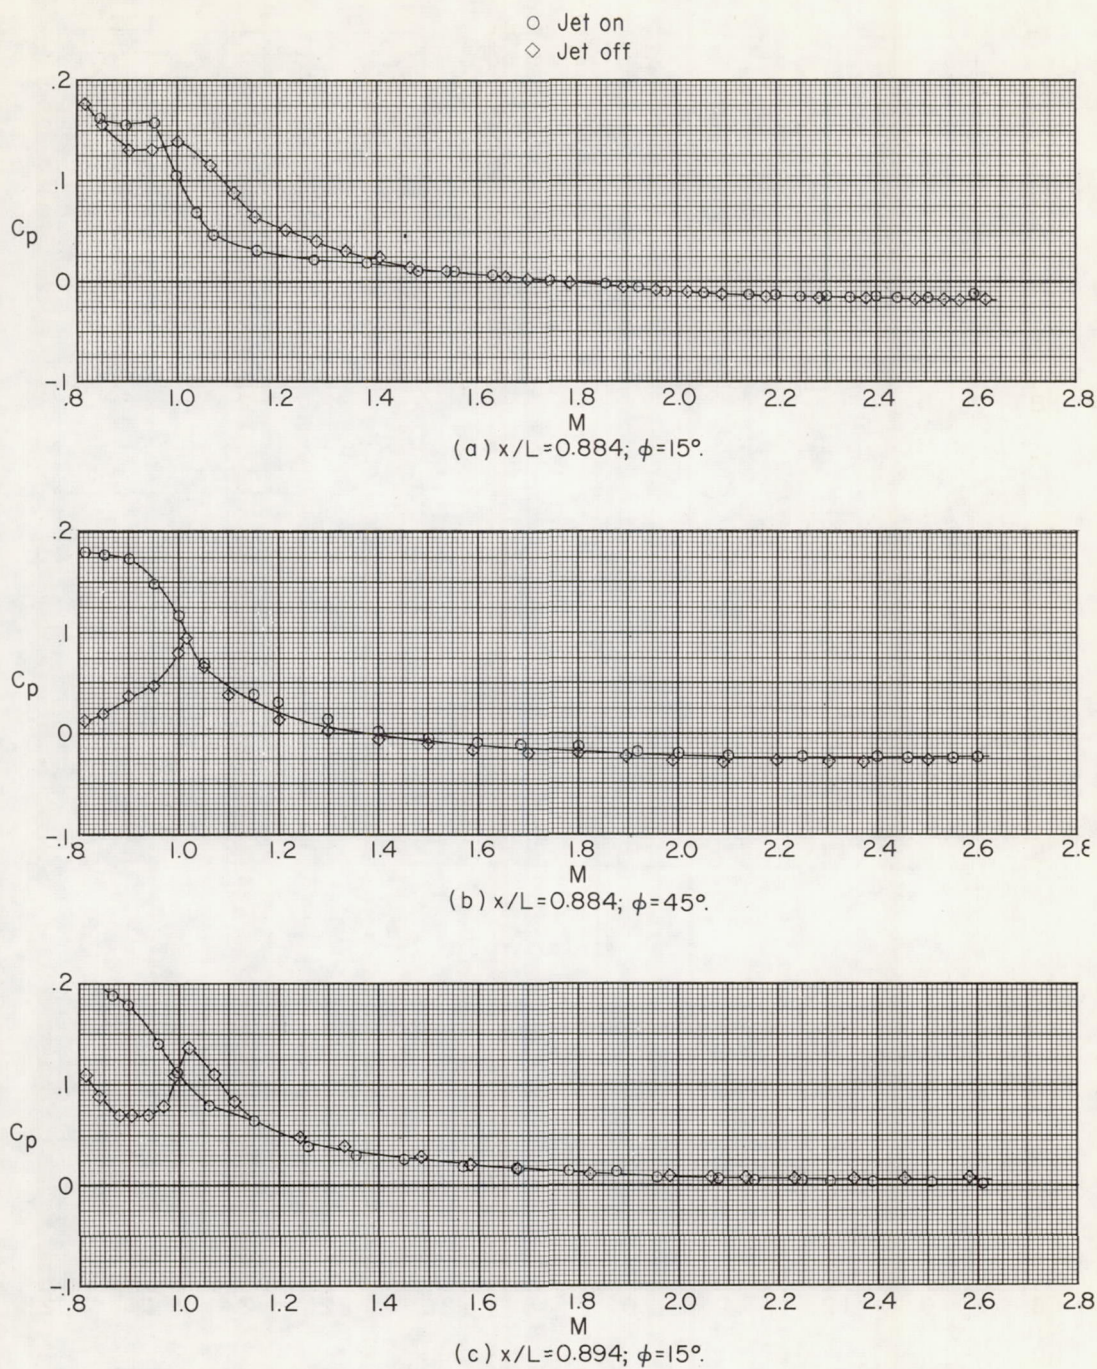 Jet on
Jet off
.2
.1
Cp
0
-.1
.8 1.0 1.2 1.4 1.6 1.8 2.0 2.2 2.4 2.6 2.8
M
(a) x/L=0.884; φ=15°.
.2
.1
Cp
0
-.1
.8 1.0 1.2 1.4 1.6 1.8 2.0 2.2 2.4 2.6 2.8
M
(b) x/L=0.884; φ=45°.
.2
.1
Cp
0
-.1
.8 1.0 1.2 1.4 1.6 1.8 2.0 2.2 2.4 2.6 2.8
M
(c) x/L=0.894; φ=15°.